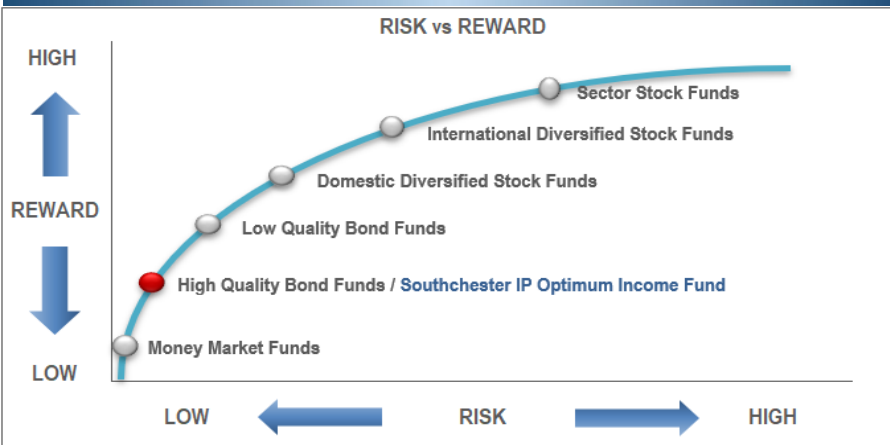 RISK vs REWARD
HIGH
Sector Stock Funds
International Diversified Stock Funds
Domestic Diversified Stock Funds
REWARD
Low Quality Bond Funds
High Quality Bond Funds / Southchester IP Optimum Income Fund
Money Market Funds
LOW
LOW RISK HIGH